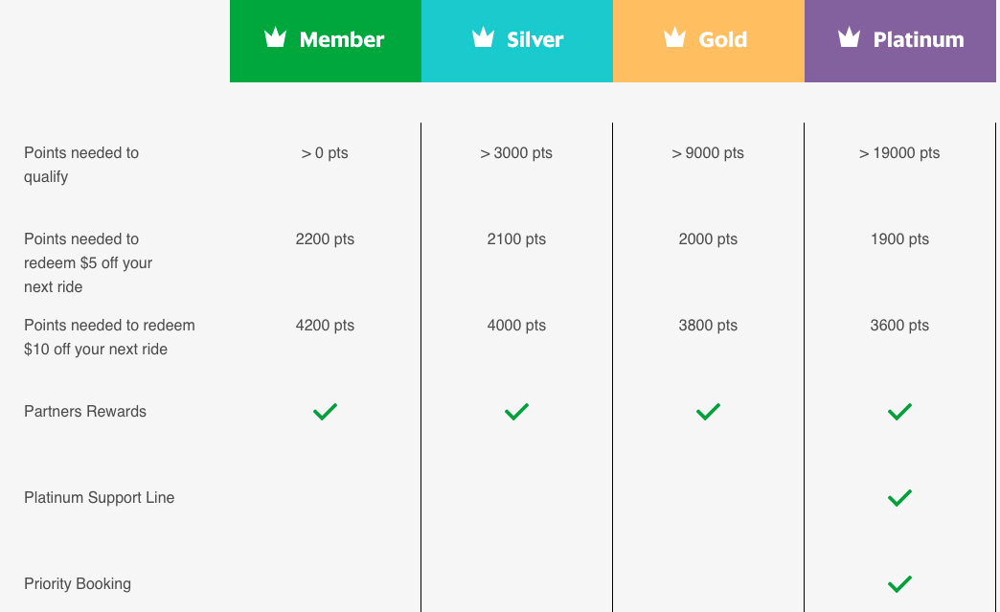 Member Silver Gold Platinum
Points needed to > 0 pts > 3000 pts > 9000 pts > 19000 pts
qualify
Points needed to 2200 pts 2100 pts 2000 pts 1900 pts
redeem $5 off your
next ride
Points needed to redeem 4200 pts 4000 pts 3800 pts 3600 pts
$10 off your next ride
Partners Rewards
Platinum Support Line
Priority Booking